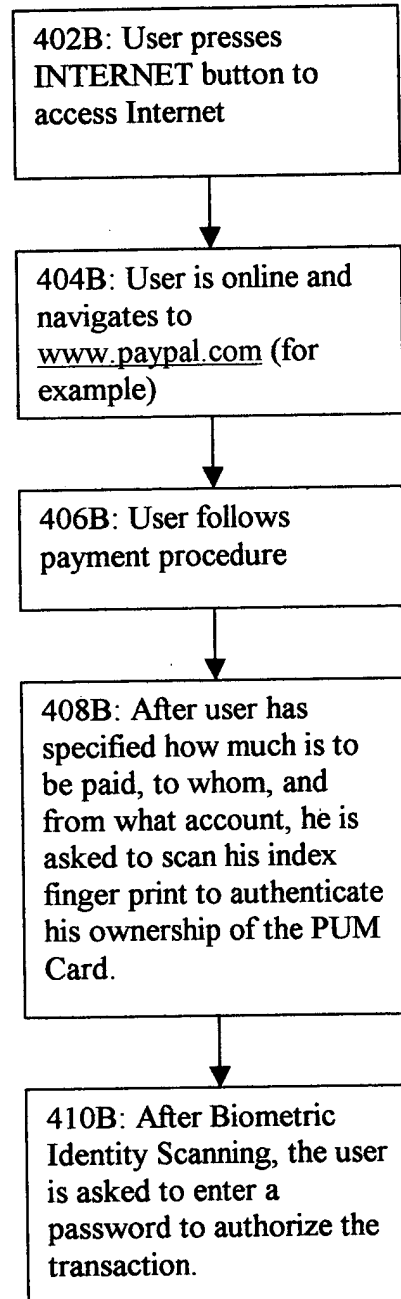 402B: User presses
INTERNET button to
access Internet
404B: User is online and
navigates to
www.paypal.com (for
example)
406B: User follows
payment procedure
408B: After user has
specified how much is to
be paid, to whom, and
from what account, he is
asked to scan his index
finger print to authenticate
his ownership of the PUM
Card.
410B: After Biometric
Identity Scanning, the user
is asked to enter a
password to authorize the
transaction.